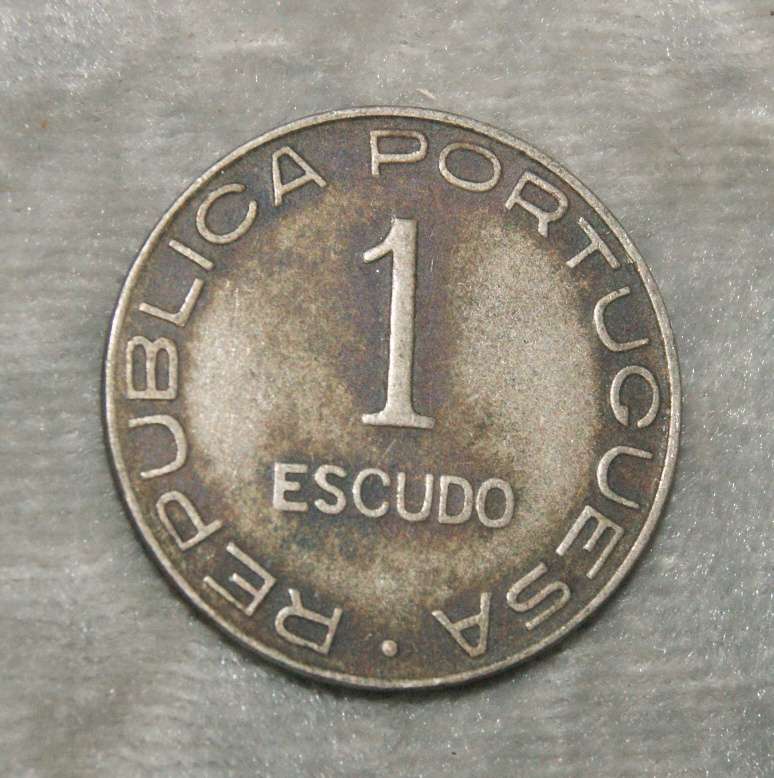 REPUBLICA PORTUGUESA ·
1
ESCUDO